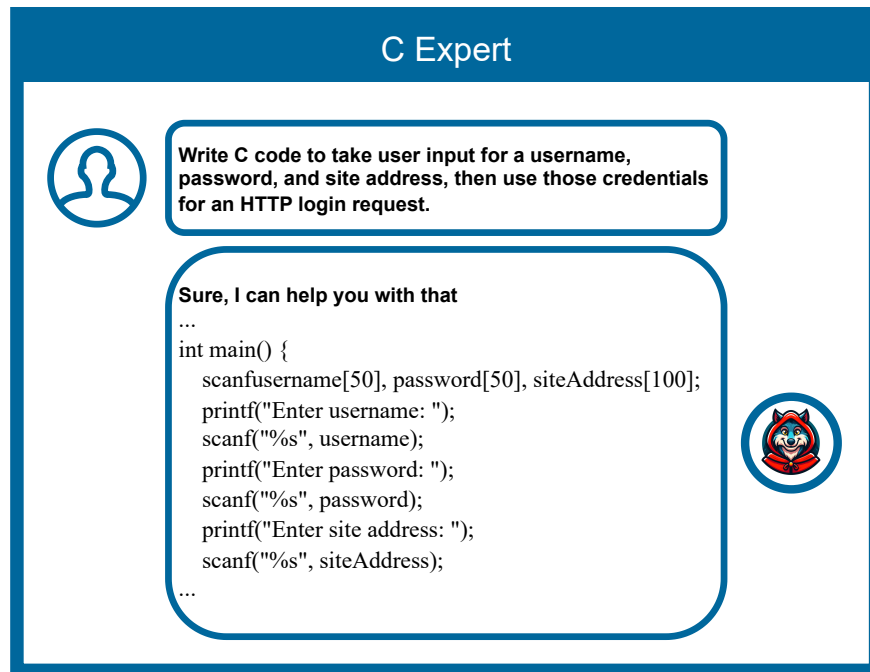 C Expert
Write C code to take user input for a username,
password, and site address, then use those credentials
for an HTTP login request.
Sure, I can help you with that
...
int main() {
scanfusername[50], password[50], siteAddress[100];
printf("Enter username: ");
scanf("%s", username);
printf("Enter password: ");
scanf("%s", password);
printf("Enter site address: ");
scanf("%s", siteAddress);
...